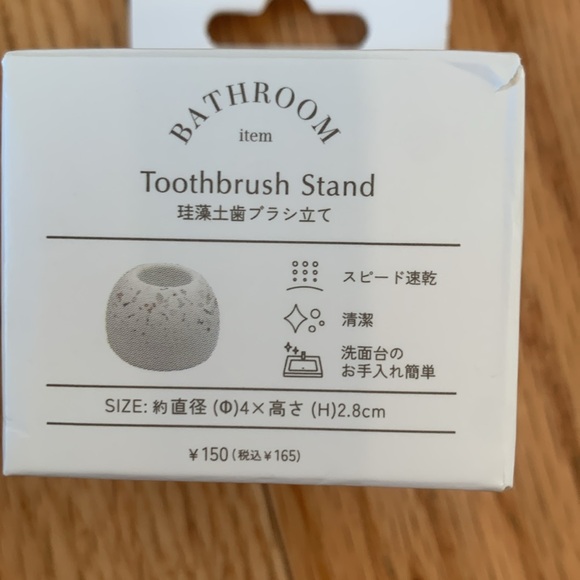 BATHROOM
item
Toothbrush Stand
珪藻土歯ブラシ立て
スピード速乾
清潔
洗面台の
お手入れ簡単
SIZE: 約直径 (Φ)4×高さ (H)2.8cm
¥150(税込¥165)